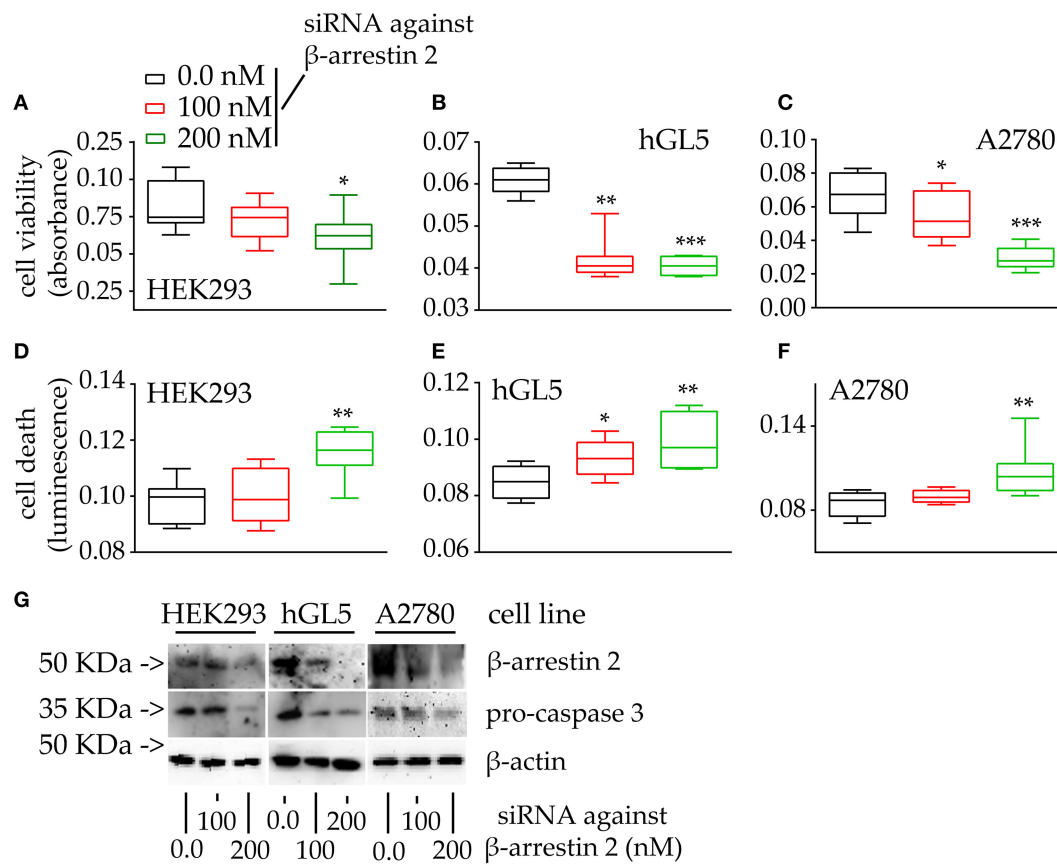 siRNA against
β-arrestin 2
0.0 nM
100 nM
200 nM
A
cell viability
(absorbance)
0.25
0.10
0.75
0.05
0.25
*
HEK293
B
hGL5
0.07
0.06
0.05
0.04
0.03
**
***
C
A2780
0.10
0.08
0.06
0.04
0.02
0.00
*
***
D
cell death
(luminescence)
HEK293
0.14
0.12
0.10
0.08
**
E
hGL5
0.12
0.10
0.08
0.06
*
**
F
A2780
0.14
0.08
**
G
HEK293 hGL5 A2780 cell line
50 KDa -> β-arrestin 2
35 KDa -> pro-caspase 3
50 KDa ->
β-actin
100 0.0 200 100 siRNA against
0.0 200 100 0.0 200 β-arrestin 2 (nM)